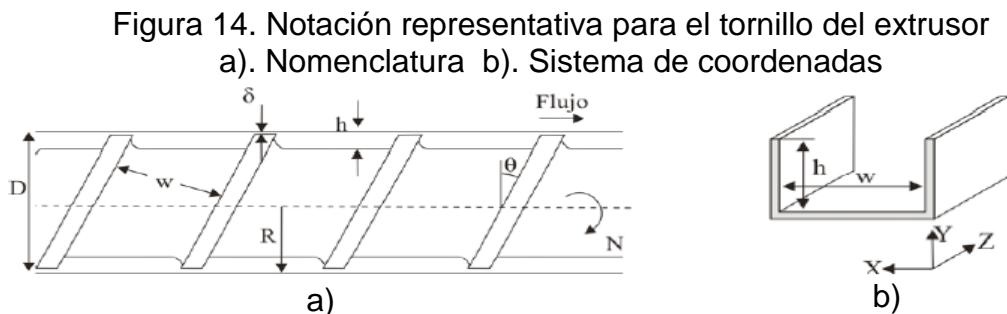 Figura 14. Notación representativa para el tornillo del extrusor
a). Nomenclatura b). Sistema de coordenadas
δ
h
Flujo
D
w
θ
R
N
a)
h
w
Y
Z
X
b)